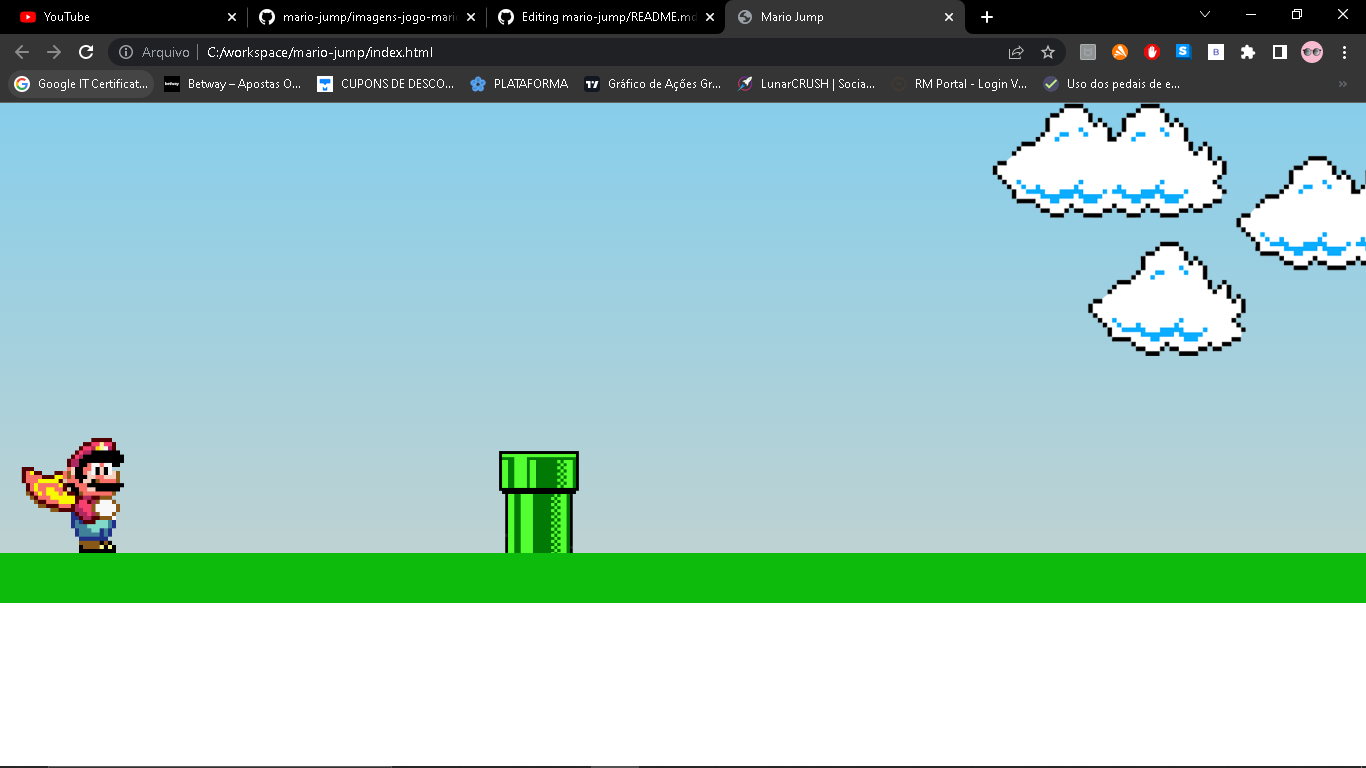 YouTube
mario-jump/imagens-jogo-mari
Editing mario-jump/README.md
Mario Jump
Arquivo
C:/workspace/mario-jump/index.html
Google IT Certificat...
Betway – Apostas O...
CUPONS DE DESCO...
PLATAFORMA
Gráfico de Ações Gr...
LunarCRUSH | Socia...
RM Portal - Login V...
Uso dos pedais de e...